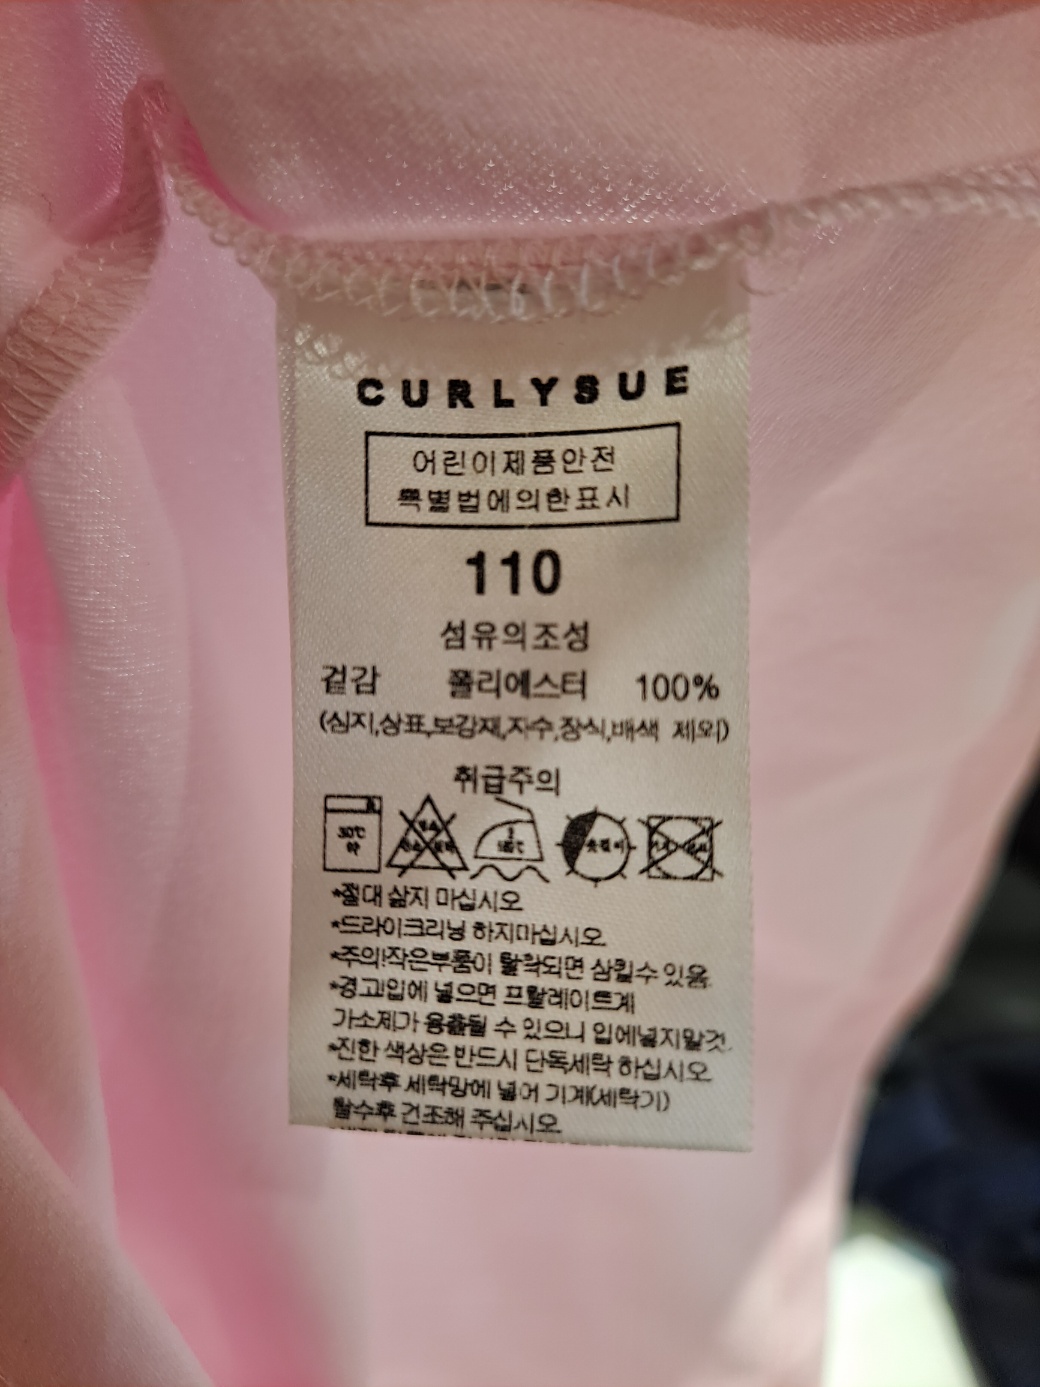 CURLYSUE
어린이제품안전
특별법에의한표시
110
섬유의조성
겉감 폴리에스터 100%
(심지,상표,보강재,자수,장식,배색 제외)
취급주의
30℃
약
옷걸이
*절대 삶지 마십시오
*드라이크리닝 하지마십시오
*주의!작은부품이 탈락되면 삼킬수 있음.
*경고!입에 넣으면 프탈레이트계
가소제가 용출될 수 있으니 입에넣지말것.
*진한 색상은 반드시 단독세탁 하십시오
*세탁후 세탁망에 넣어 기계(세탁기)
탈수후 건조해 주십시오